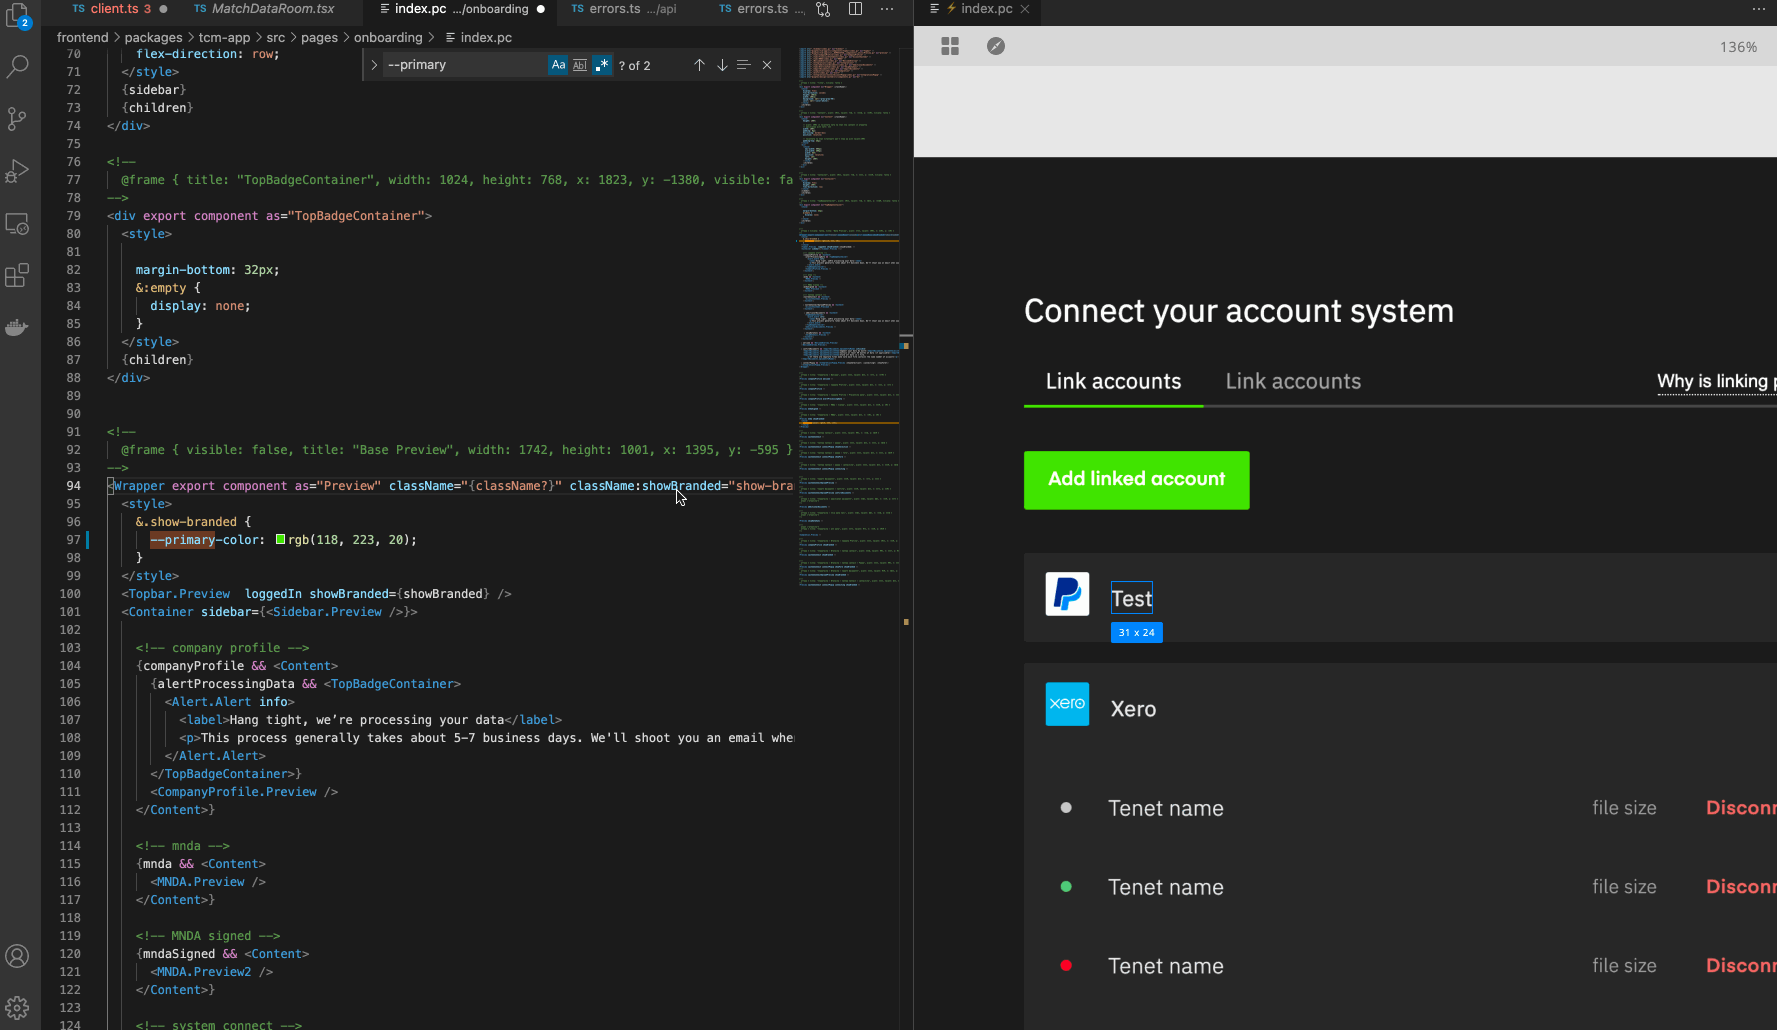 TS client.ts 3
TS MatchDataRoom.tsx
index.pc .../onboarding
TS errors.ts .../api
TS errors.ts ...
index.pc
frontend > packages > tcm-app > src > pages > onboarding > index.pc
--primary
Aa
Ab
.*
? of 2
2
136%
70 flex-direction: row;
71 </style>
72 {sidebar}
73 {children}
74 </div>
75
76 <!--
77 @frame { title: "TopBadgeContainer", width: 1024, height: 768, x: 1823, y: -1380, visible: fa
78 -->
79 <div export component as="TopBadgeContainer">
80 <style>
81
82 margin-bottom: 32px;
83 &:empty {
84 display: none;
85 }
86 </style>
87 {children}
88 </div>
89
90
91 <!--
92 @frame { visible: false, title: "Base Preview", width: 1742, height: 1001, x: 1395, y: -595 }
93 -->
94 <Wrapper export component as="Preview" className="{className?}" className:showBranded="show-bra
95 <style>
96 &.show-branded {
97 --primary-color: rgb(118, 223, 20);
98 }
99 </style>
100 <Topbar.Preview loggedIn showBranded={showBranded} />
101 <Container sidebar={<Sidebar.Preview />}>
102
103 <!-- company profile -->
104 {companyProfile && <Content>
105 {alertProcessingData && <TopBadgeContainer>
106 <Alert.Alert info>
107 <label>Hang tight, we’re processing your data</label>
108 <p>This process generally takes about 5-7 business days. We'll shoot you an email whe
109 </Alert.Alert>
110 </TopBadgeContainer>}
111 <CompanyProfile.Preview />
112 </Content>}
113
114 <!-- mnda -->
115 {mnda && <Content>
116 <MNDA.Preview />
117 </Content>}
118
119 <!-- MNDA signed -->
120 {mndaSigned && <Content>
121 <MNDA.Preview2 />
122 </Content>}
123
124 <!-- system connect -->
Connect your account system
Link accounts
Link accounts
Why is linking p
Add linked account
Test
31 x 24
xero
Xero
Tenet name
file size
Disconn
Tenet name
file size
Disconn
Tenet name
file size
Disconn